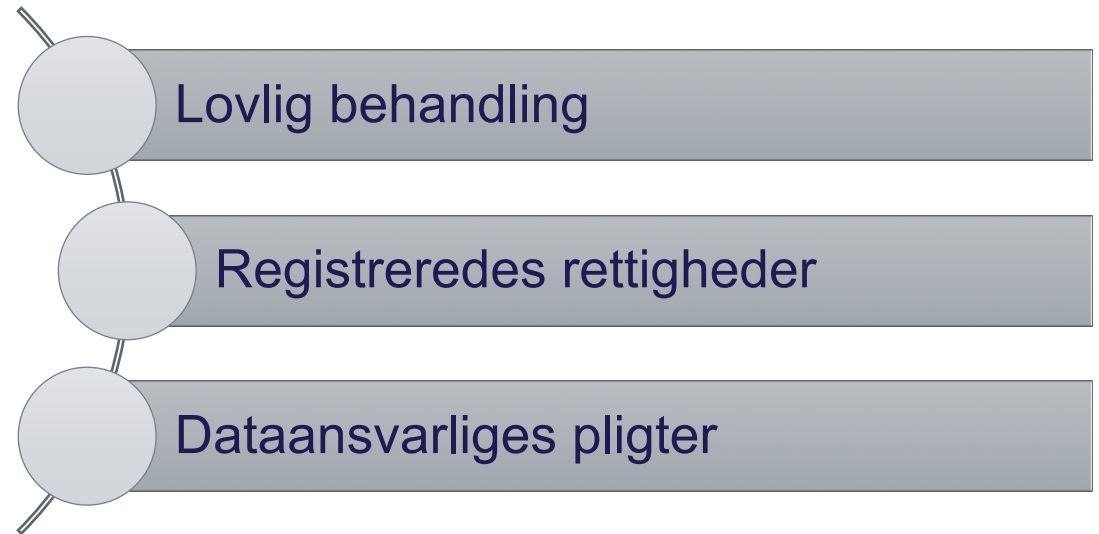 Lovlig behandling
Registreredes rettigheder
Dataansvarliges pligter